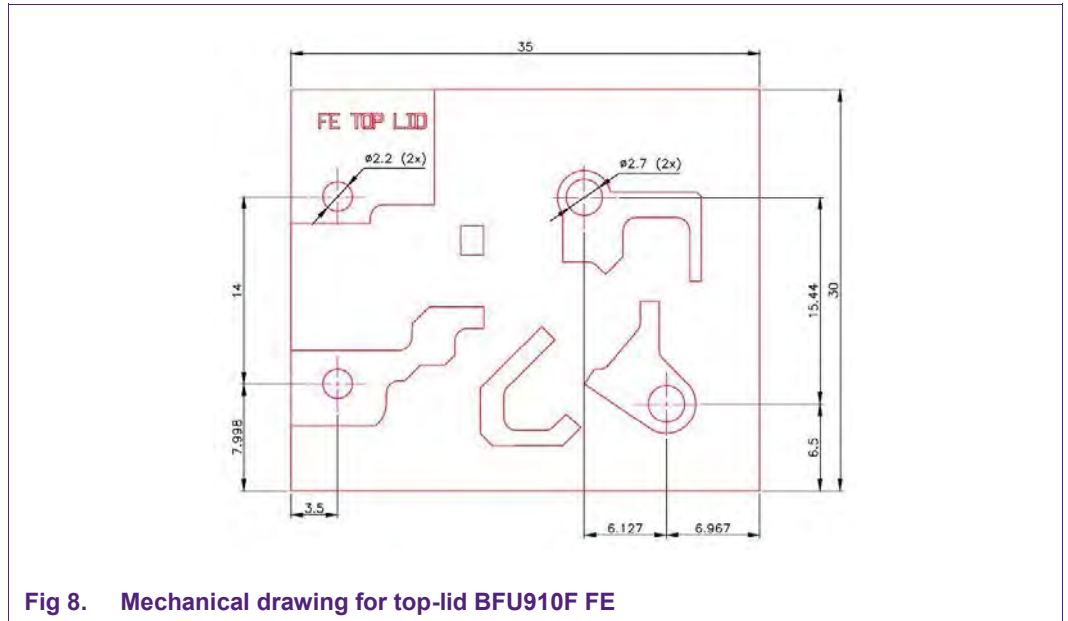 35
FE TOP LID
ø2.2 (2x)
ø2.7 (2x)
14
15.44
30
7.998
6.5
3.5
6.127
6.967
Fig 8. Mechanical drawing for top-lid BFU910F FE